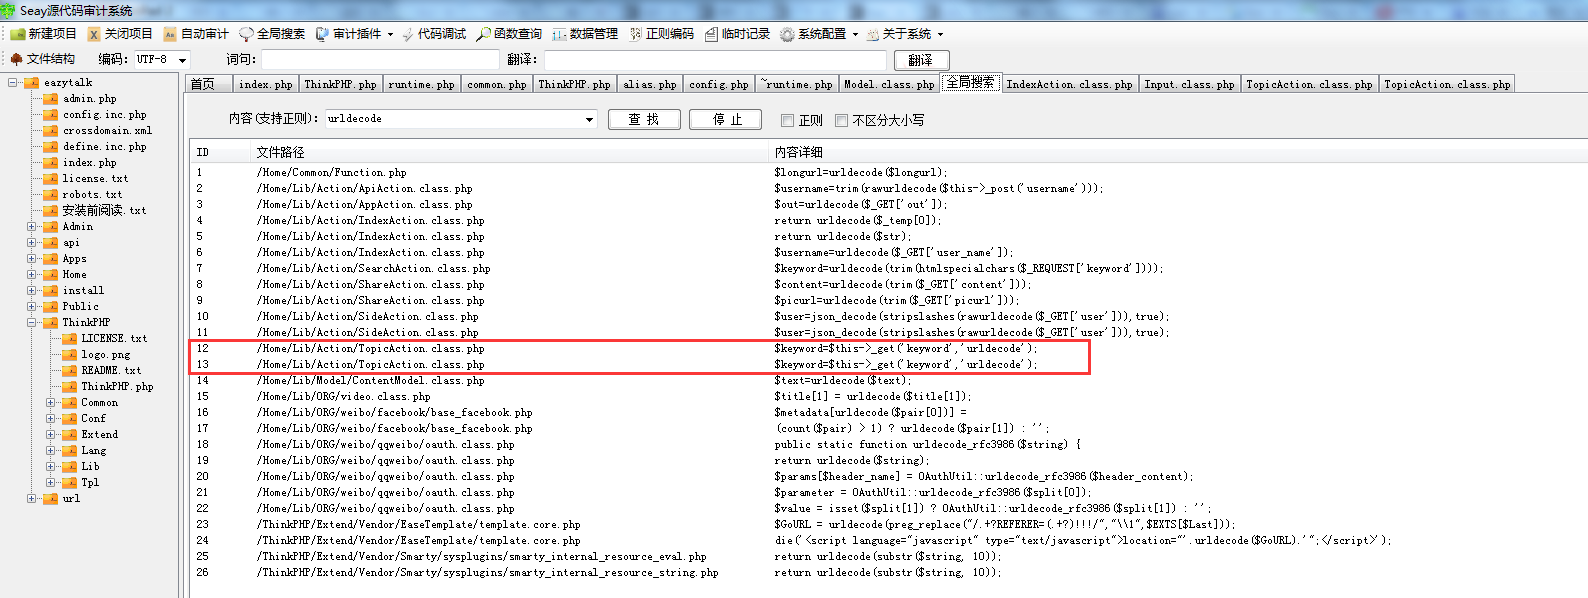 Seay源代码审计系统
新建项目 关闭项目 自动审计 全局搜索 审计插件 代码调试 函数查询 数据管理 正则编码 临时记录 系统配置 关于系统
文件结构 编码: UTF-8 词句: 翻译: 翻译
首页 index.php ThinkPHP.php runtime.php common.php ThinkPHP.php alias.php config.php ~runtime.php Model.class.php 全局搜索 IndexAction.class.php Input.class.php TopicAction.class.php TopicAction.class.php
eazytalk
admin.php
config.inc.php
crossdomain.xml
define.inc.php
index.php
license.txt
robots.txt
安装前阅读.txt
Admin
api
Apps
Home
install
Public
ThinkPHP
LICENSE.txt
logo.png
README.txt
ThinkPHP.php
Common
Conf
Extend
Lang
Lib
Tpl
url
内容(支持正则): urldecode 查 找 停 止 正则 不区分大小写
ID 文件路径 内容详细
1 /Home/Common/Function.php $longurl=urldecode($longurl);
2 /Home/Lib/Action/ApiAction.class.php $username=trim(rawurldecode($this->_post('username')));
3 /Home/Lib/Action/AppAction.class.php $out=urldecode($_GET['out']);
4 /Home/Lib/Action/IndexAction.class.php return urldecode($_temp[0]);
5 /Home/Lib/Action/IndexAction.class.php return urldecode($str);
6 /Home/Lib/Action/IndexAction.class.php $username=urldecode($_GET['user_name']);
7 /Home/Lib/Action/SearchAction.class.php $keyword=urldecode(trim(htmlspecialchars($_REQUEST['keyword'])));
8 /Home/Lib/Action/ShareAction.class.php $content=urldecode(trim($_GET['content']));
9 /Home/Lib/Action/ShareAction.class.php $picurl=urldecode(trim($_GET['picurl']));
10 /Home/Lib/Action/SideAction.class.php $user=json_decode(stripslashes(rawurldecode($_GET['user'])),true);
11 /Home/Lib/Action/SideAction.class.php $user=json_decode(stripslashes(rawurldecode($_GET['user'])),true);
12 /Home/Lib/Action/TopicAction.class.php $keyword=$this->_get('keyword','urldecode');
13 /Home/Lib/Action/TopicAction.class.php $keyword=$this->_get('keyword','urldecode');
14 /Home/Lib/Model/ContentModel.class.php $text=urldecode($text);
15 /Home/Lib/ORG/video.class.php $title[1] = urldecode($title[1]);
16 /Home/Lib/ORG/weibo/facebook/base_facebook.php $metadata[urldecode($pair[0])] =
17 /Home/Lib/ORG/weibo/facebook/base_facebook.php (count($pair) > 1) ? urldecode($pair[1]) : '';
18 /Home/Lib/ORG/weibo/qqweibo/oauth.class.php public static function urldecode_rfc3986($string) {
19 /Home/Lib/ORG/weibo/qqweibo/oauth.class.php return urldecode($string);
20 /Home/Lib/ORG/weibo/qqweibo/oauth.class.php $params[$header_name] = OAuthUtil::urldecode_rfc3986($header_content);
21 /Home/Lib/ORG/weibo/qqweibo/oauth.class.php $parameter = OAuthUtil::urldecode_rfc3986($split[0]);
22 /Home/Lib/ORG/weibo/qqweibo/oauth.class.php $value = isset($split[1]) ? OAuthUtil::urldecode_rfc3986($split[1]) : '';
23 /ThinkPHP/Extend/Vendor/EaseTemplate/template.core.php $GoURL = urldecode(preg_replace("/.+?REFERER=(.+?)!!!/","\\1",$EXTS[$Last]));
24 /ThinkPHP/Extend/Vendor/EaseTemplate/template.core.php die('<script language="javascript" type="text/javascript">location="'.urldecode($GoURL).'";</script>');
25 /ThinkPHP/Extend/Vendor/Smarty/sysplugins/smarty_internal_resource_eval.php return urldecode(substr($string, 10));
26 /ThinkPHP/Extend/Vendor/Smarty/sysplugins/smarty_internal_resource_string.php return urldecode(substr($string, 10));